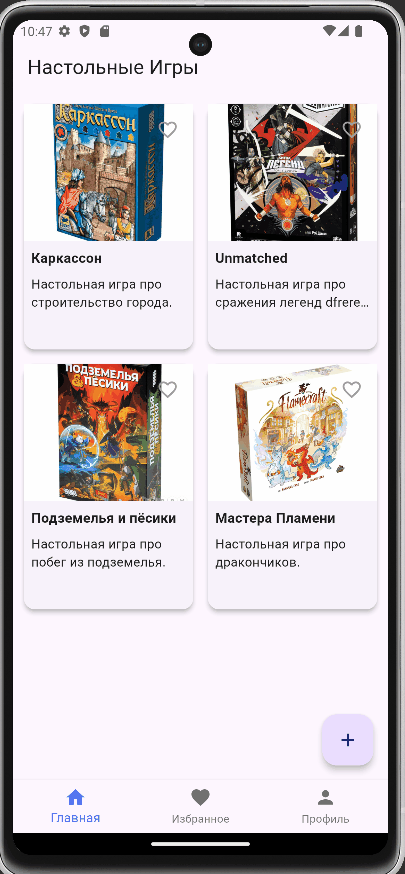 10:47
Настольные Игры
Каркассон
Каркассон
Каркассон
Настольная игра про
строительство города.
ЛЕГЕНД
Unmatched
Настольная игра про
сражения легенд dfrere...
ПОДЗЕМЕЛЬЯ
ПЁСИКИ
Подземелья и пёсики
Настольная игра про
побег из подземелья.
Flamecraft
Мастера Пламени
Настольная игра про
дракончиков.
+
Главная
Избранное
Профиль